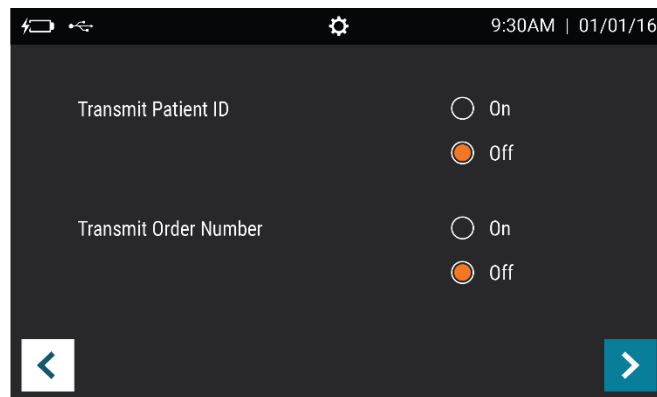 9:30AM | 01/01/16
Transmit Patient ID
On
Off
Transmit Order Number
On
Off